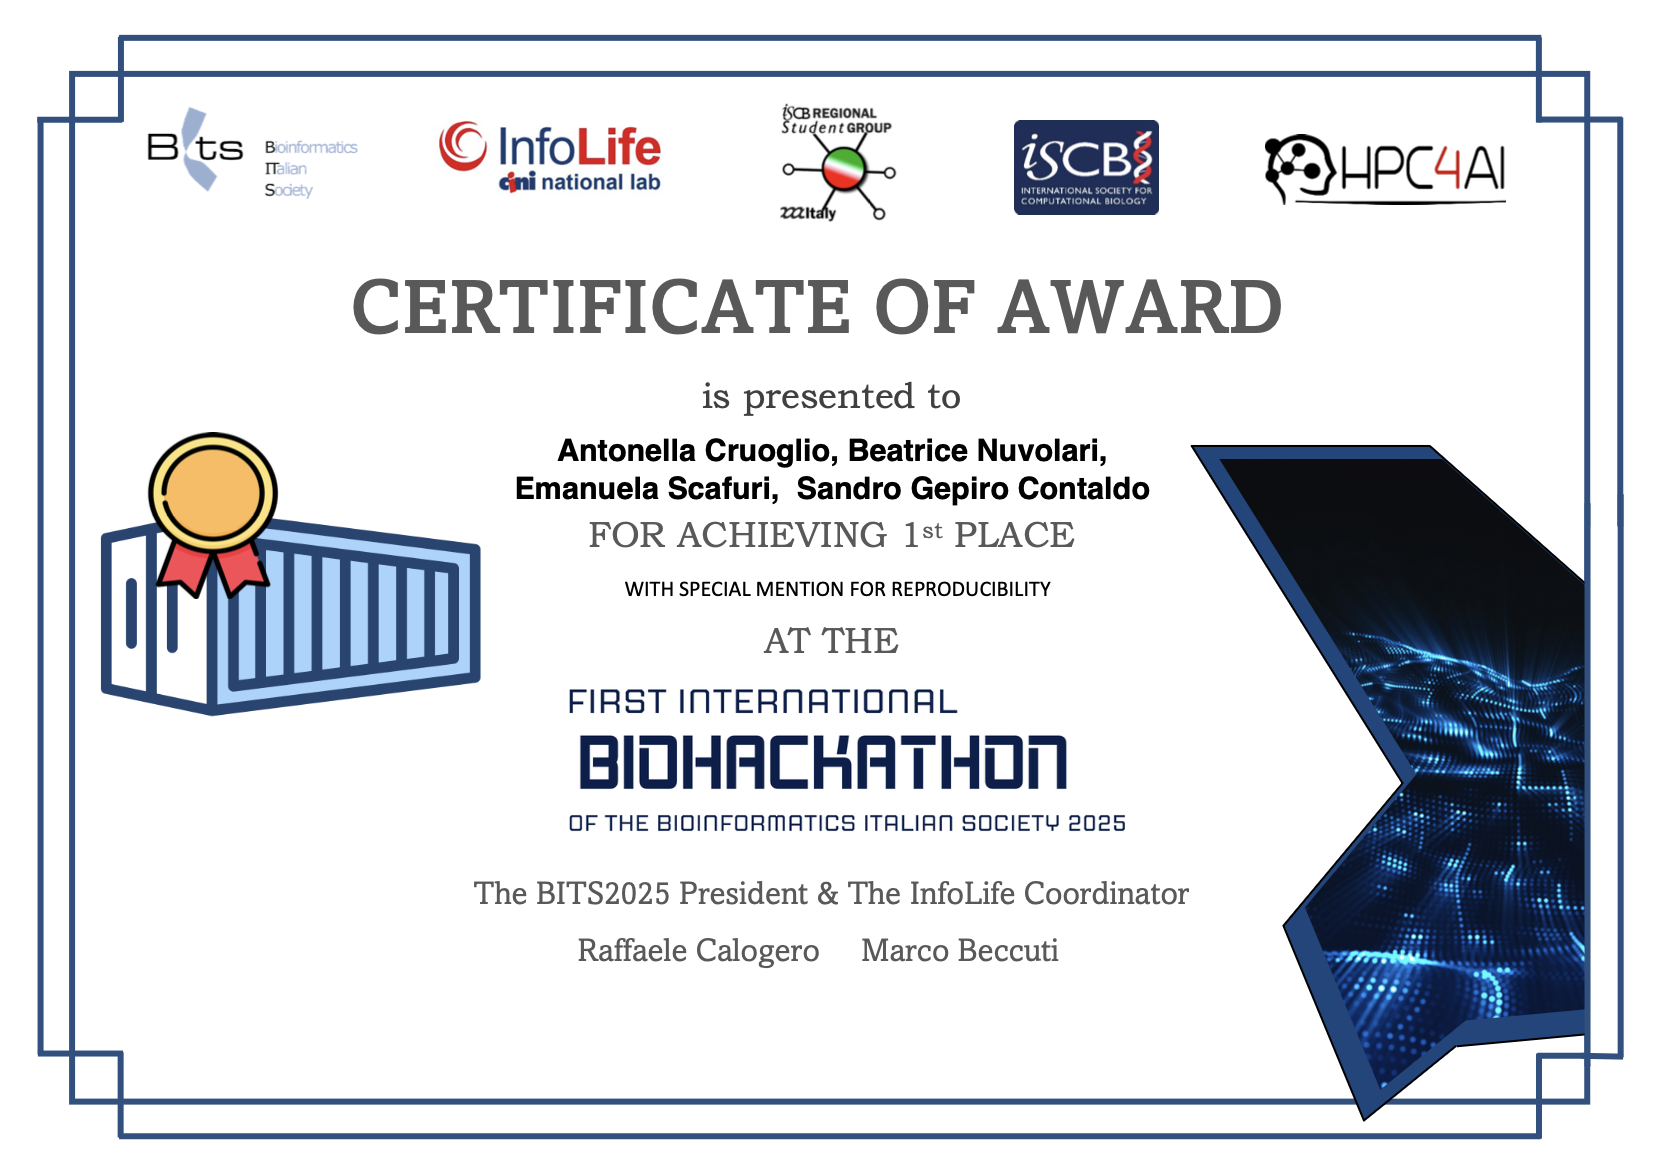 Bits
Bioinformatics
ITalian
Society
InfoLife
cini national lab
iSCB REGIONAL
Student GROUP
Italy
iSCB
INTERNATIONAL SOCIETY FOR
COMPUTATIONAL BIOLOGY
HPC4AI
CERTIFICATE OF AWARD
is presented to
Antonella Cruoglio, Beatrice Nuvolari,
Emanuela Scafuri,  Sandro Gepiro Contaldo
FOR ACHIEVING 1st PLACE
WITH SPECIAL MENTION FOR REPRODUCIBILITY
AT THE
FIRST INTERNATIONAL
BIOHACKATHON
OF THE BIOINFORMATICS ITALIAN SOCIETY 2025
The BITS2025 President & The InfoLife Coordinator
Raffaele Calogero Marco Beccuti